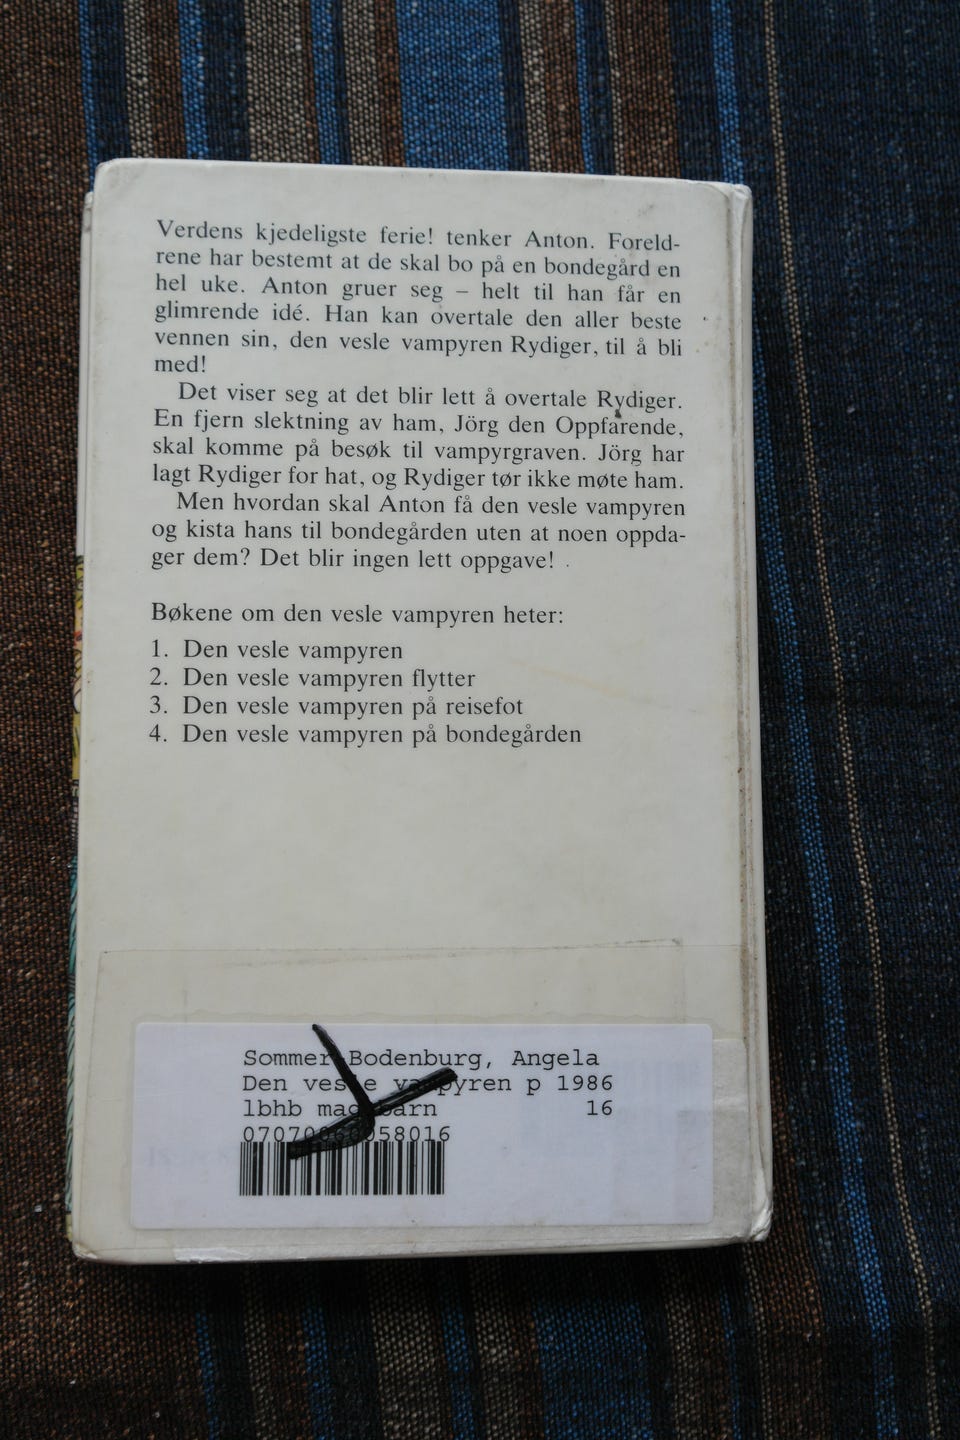 Verdens kjedeligste ferie! tenker Anton. Foreld-
rene har bestemt at de skal bo på en bondegård en
hel uke. Anton gruer seg – helt til han får en
glimrende idé. Han kan overtale den aller beste
vennen sin, den vesle vampyren Rydiger, til å bli
med!
Det viser seg at det blir lett å overtale Rydiger.
En fjern slektning av ham, Jörg den Oppfarende,
skal komme på besøk til vampyrgraven. Jörg har
lagt Rydiger for hat, og Rydiger tør ikke møte ham.
Men hvordan skal Anton få den vesle vampyren
og kista hans til bondegården uten at noen oppda-
ger dem? Det blir ingen lett oppgave!
Bøkene om den vesle vampyren heter:
1. Den vesle vampyren
2. Den vesle vampyren flytter
3. Den vesle vampyren på reisefot
4. Den vesle vampyren på bondegården
Sommer-Bodenburg, Angela
Den vesle vampyren p 1986
lbhb mag barn 16